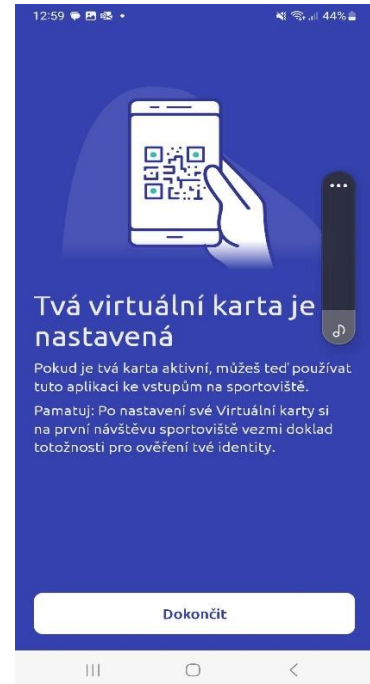 12:59
44%
Tvá virtuální karta je
nastavená
Pokud je tvá karta aktivní, můžeš teď používat
tuto aplikaci ke vstupům na sportoviště.
Pamatuj: Po nastavení své Virtuální karty si
na první návštěvu sportoviště vezmi doklad
totožnosti pro ověření tvé identity.
Dokončit